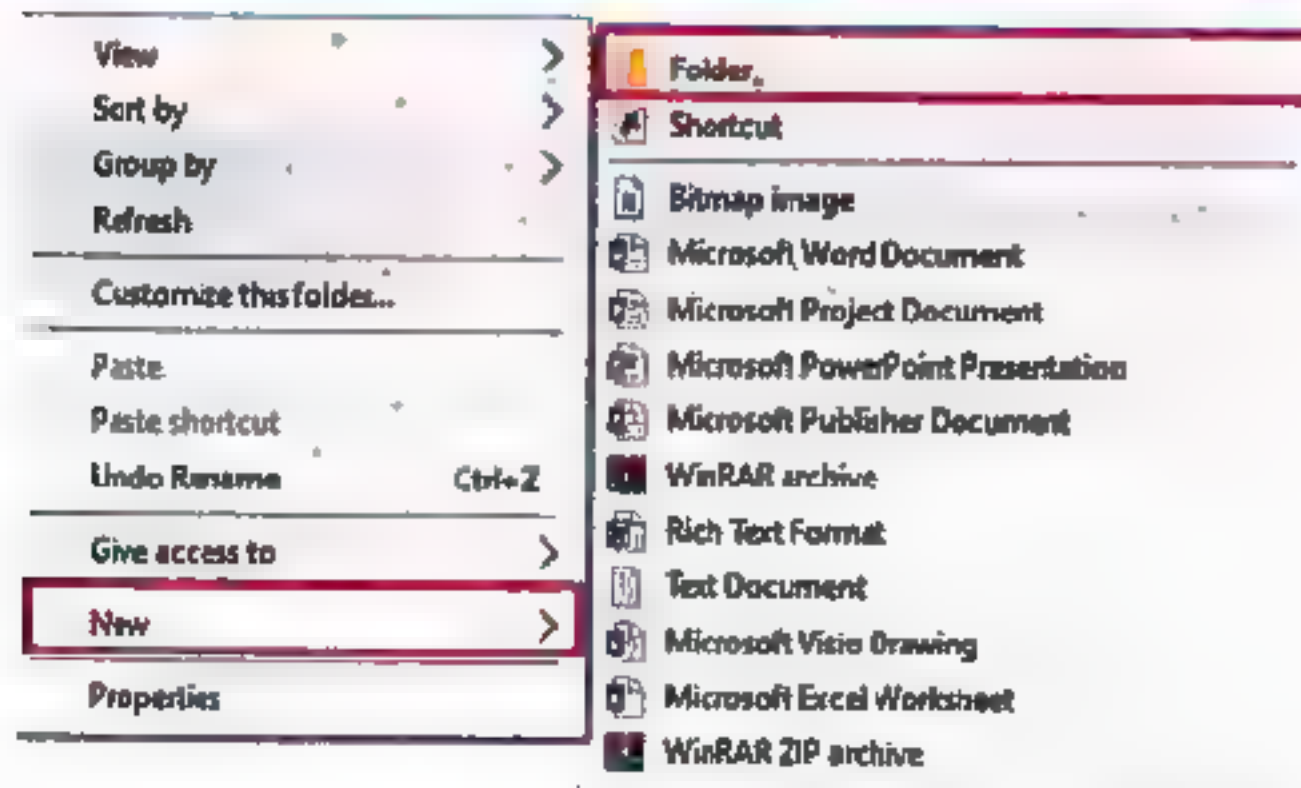 View
Sort by
Group by
Refresh
Customize this folder...
Paste
Paste shortcut
Undo Rename Ctrl+Z
Give access to
New
Properties
Folder
Shortcut
Bitmap image
Microsoft Word Document
Microsoft Project Document
Microsoft PowerPoint Presentation
Microsoft Publisher Document
WinRAR archive
Rich Text Format
Text Document
Microsoft Visio Drawing
Microsoft Excel Worksheet
WinRAR ZIP archive